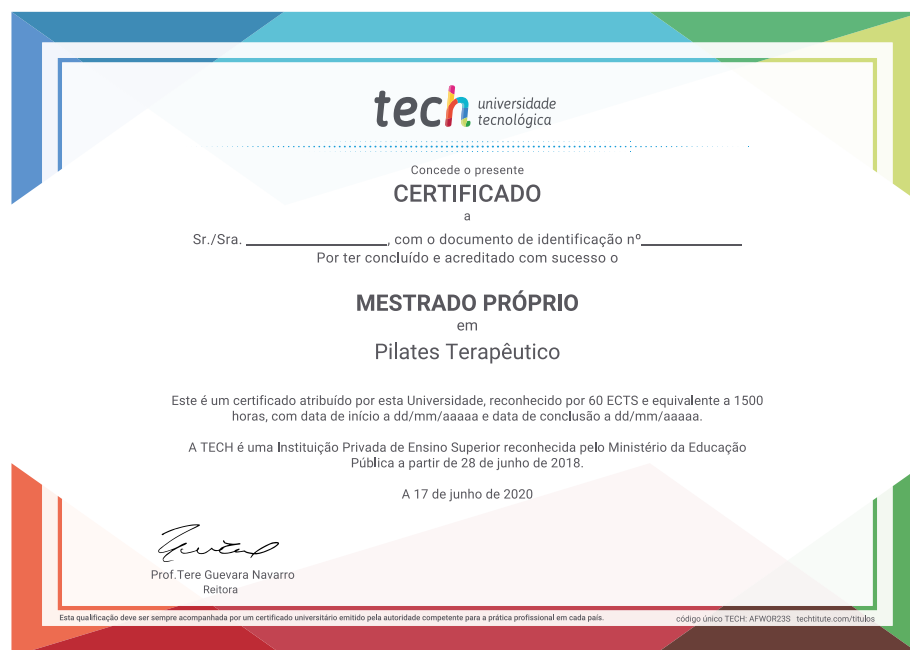 tech universidade
tecnológica
Concede o presente
CERTIFICADO
a
Sr./Sra. ________________, com o documento de identificação nº____________
Por ter concluído e acreditado com sucesso o
MESTRADO PRÓPRIO
em
Pilates Terapêutico
Este é um certificado atribuído por esta Universidade, reconhecido por 60 ECTS e equivalente a 1500
horas, com data de início a dd/mm/aaaaa e data de conclusão a dd/mm/aaaaa.
A TECH é uma Instituição Privada de Ensino Superior reconhecida pelo Ministério da Educação
Pública a partir de 28 de junho de 2018.
A 17 de junho de 2020
Prof.Tere Guevara Navarro
Reitora
Esta qualificação deve ser sempre acompanhada por um certificado universitário emitido pela autoridade competente para a prática profissional em cada país.
código único TECH: AFWOR23S techtitute.com/titulos